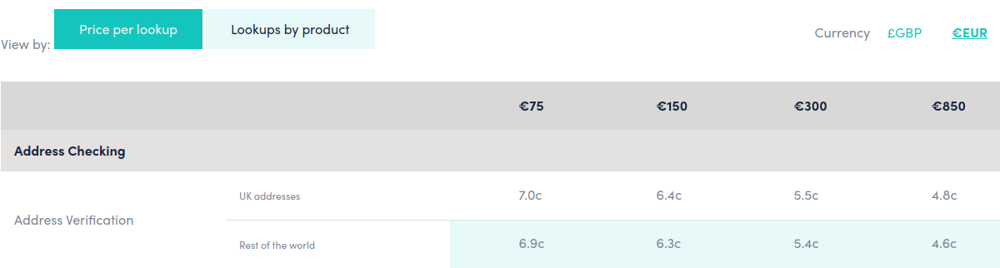 View by: Price per lookup Lookups by product Currency £GBP €EUR
€75 €150 €300 €850
Address Checking
Address Verification
UK addresses 7.0c 6.4c 5.5c 4.8c
Rest of the world 6.9c 6.3c 5.4c 4.6c